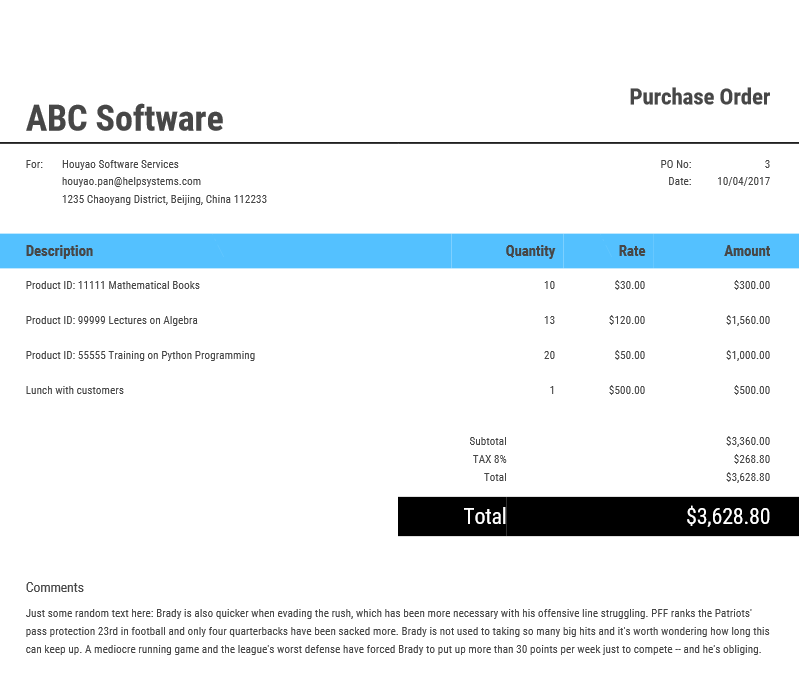 Purchase Order
ABC Software
For: Houyao Software Services PO No: 3
houyao.pan@helpsystems.com Date: 10/04/2017
1235 Chaoyang District, Beijing, China 112233
Description Quantity Rate Amount
Product ID: 11111 Mathematical Books 10 $30.00 $300.00
Product ID: 99999 Lectures on Algebra 13 $120.00 $1,560.00
Product ID: 55555 Training on Python Programming 20 $50.00 $1,000.00
Lunch with customers 1 $500.00 $500.00
Subtotal $3,360.00
TAX 8% $268.80
Total $3,628.80
Total $3,628.80
Comments
Just some random text here: Brady is also quicker when evading the rush, which has been more necessary with his offensive line struggling. PFF ranks the Patriots'
pass protection 23rd in football and only four quarterbacks have been sacked more. Brady is not used to taking so many big hits and it's worth wondering how long this
can keep up. A mediocre running game and the league's worst defense have forced Brady to put up more than 30 points per week just to compete -- and he's obliging.